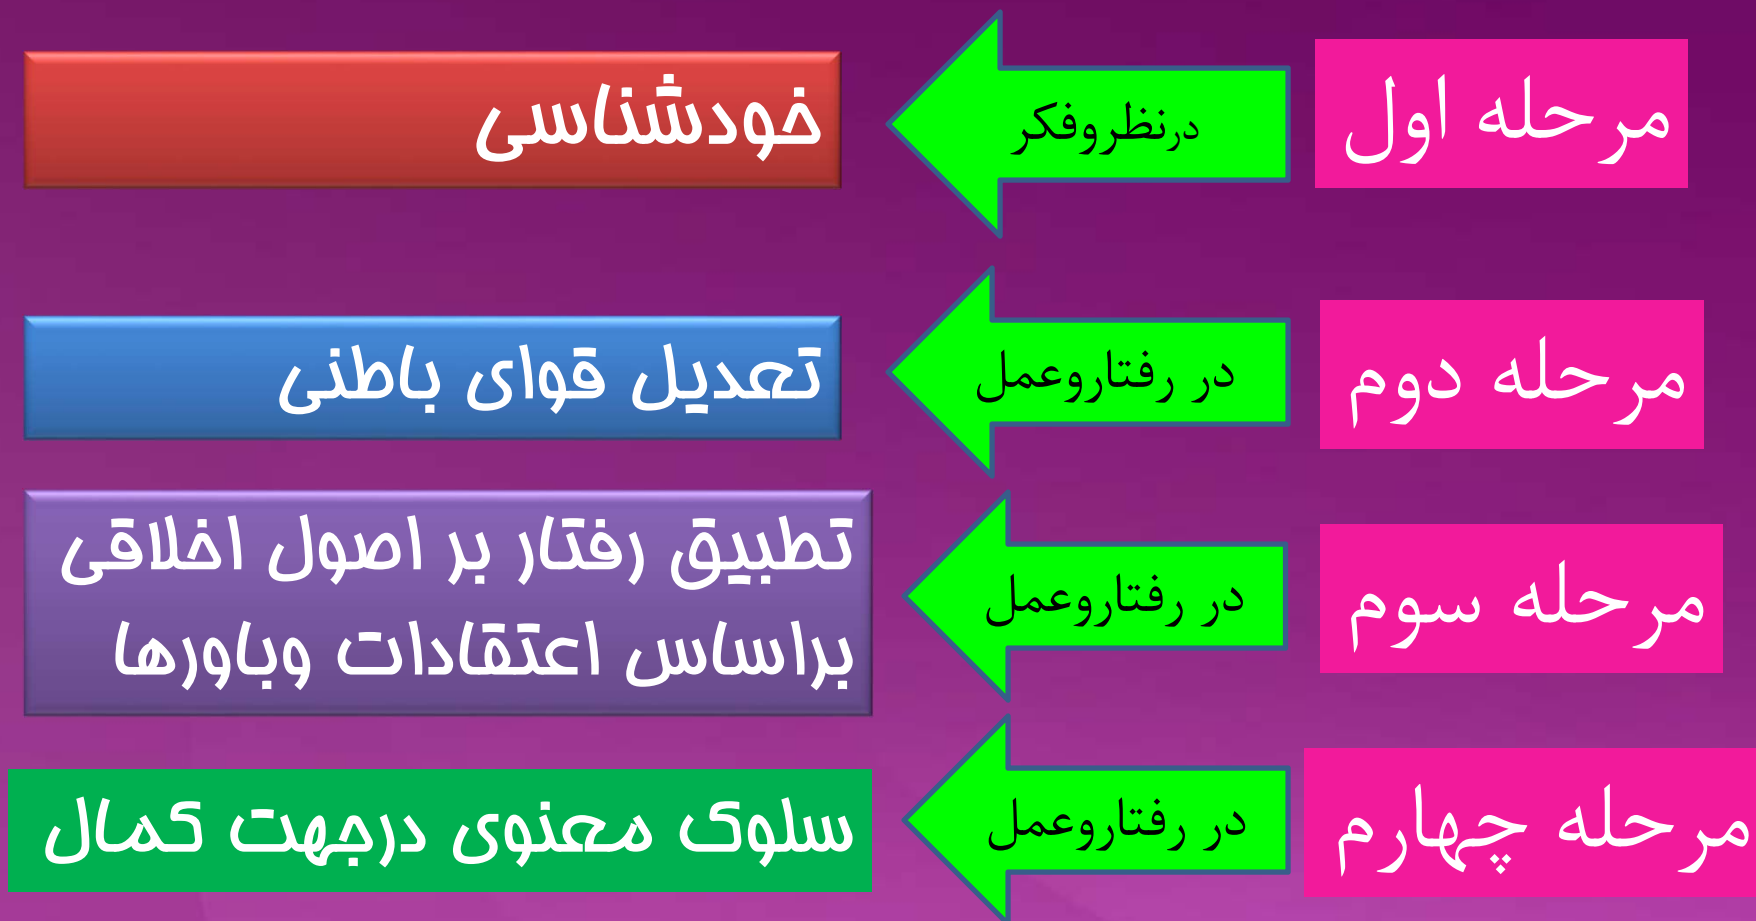 مرحله اول
درنظروفکر
خودشناسی
مرحله دوم
در رفتاروعمل
تعدیل قوای باطنی
مرحله سوم
در رفتاروعمل
تطبیق رفتار بر اصول اخلاقی
براساس اعتقادات وباورها
مرحله چهارم
در رفتاروعمل
سلوک معنوی درجهت کمال